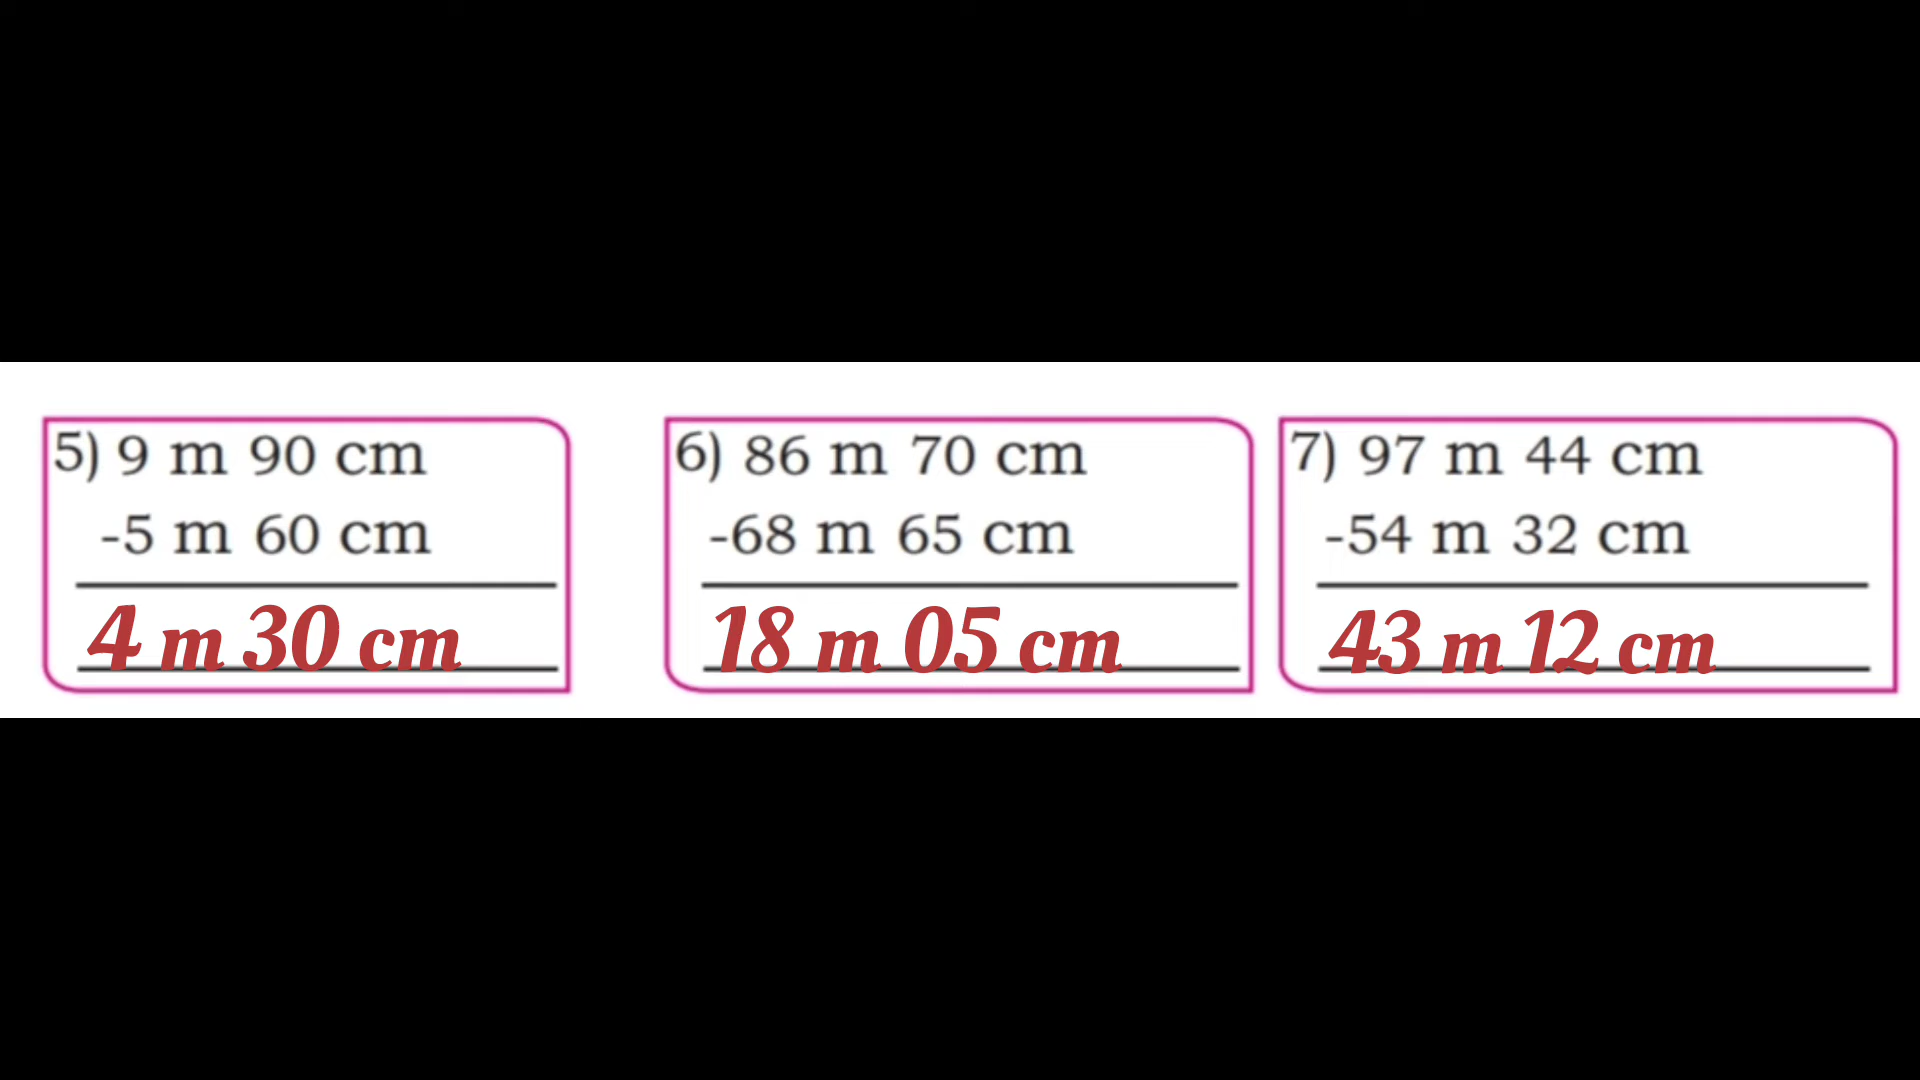 5) 9 m 90 cm
-5 m 60 cm
4 m 30 cm
6) 86 m 70 cm
-68 m 65 cm
18 m 05 cm
7) 97 m 44 cm
-54 m 32 cm
43 m 12 cm